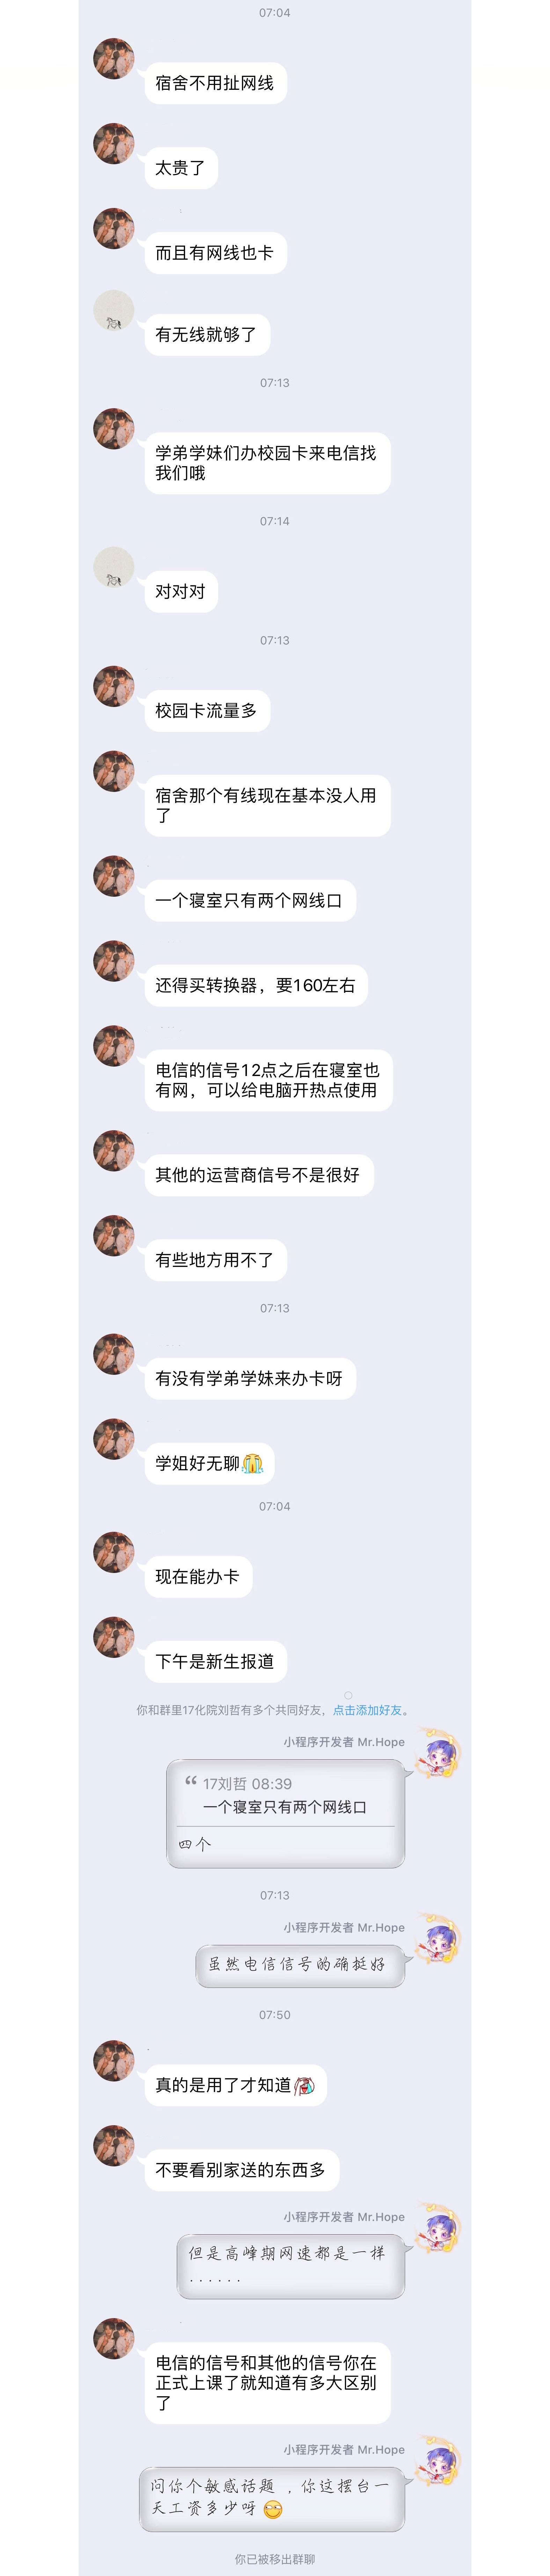 07:04
宿舍不用扯网线
太贵了
而且有网线也卡
有无线就够了
07:13
学弟学妹们办校园卡来电信找
我们哦
07:14
对对对
07:13
校园卡流量多
宿舍那个有线现在基本没人用
了
一个寝室只有两个网线口
还得买转换器，要160左右
电信的信号12点之后在寝室也
有网，可以给电脑开热点使用
其他的运营商信号不是很好
有些地方用不了
07:13
有没有学弟学妹来办卡呀
学姐好无聊
07:04
现在能办卡
下午是新生报道
你和群里17化院刘哲有多个共同好友，点击添加好友。
小程序开发者 Mr.Hope
“ 17刘哲 08:39
一个寝室只有两个网线口
四个
07:13
小程序开发者 Mr.Hope
虽然电信信号的确挺好
07:50
真的是用了才知道
不要看别家送的东西多
小程序开发者 Mr.Hope
但是高峰期网速都是一样
......
电信的信号和其他的信号你在
正式上课了就知道有多大区别
了
小程序开发者 Mr.Hope
问你个敏感话题 ，你这摆台一
天工资多少呀
你已被移出群聊